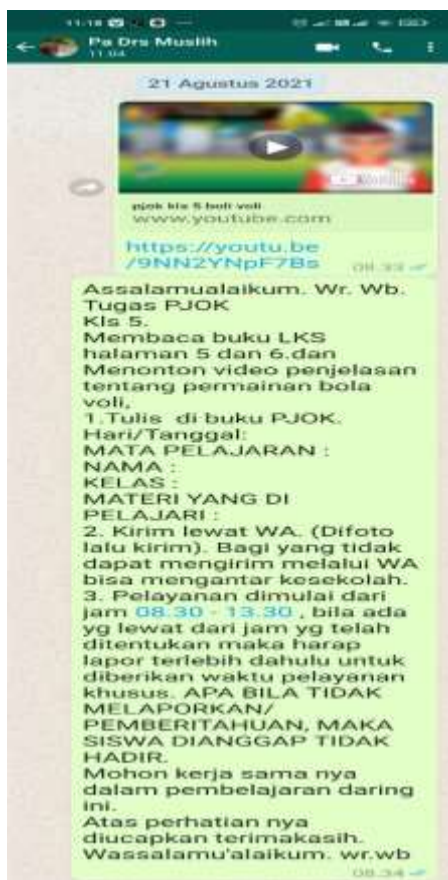 11:18
Pa Drs Muslih
11.04
21 Agustus 2021
pjok kls 5 boli voli
www.youtube.com
https://youtu.be
/9NN2YNpF7Bs
08.33
Assalamualaikum. Wr. Wb.
Tugas PJOK
Kls 5.
Membaca buku LKS
halaman 5 dan 6.dan
Menonton video penjelasan
tentang permainan bola
voli,
1.Tulis di buku PJOK.
Hari/Tanggal:
MATA PELAJARAN :
NAMA :
KELAS :
MATERI YANG DI
PELAJARI :
2. Kirim lewat WA. (Difoto
lalu kirim). Bagi yang tidak
dapat mengirim melalui WA
bisa mengantar kesekolah.
3. Pelayanan dimulai dari
jam 08.30 - 13.30 , bila ada
yg lewat dari jam yg telah
ditentukan maka harap
lapor terlebih dahulu untuk
diberikan waktu pelayanan
khusus. APA BILA TIDAK
MELAPORKAN/
PEMBERITAHUAN, MAKA
SISWA DIANGGAP TIDAK
HADIR.
Mohon kerja sama nya
dalam pembelajaran daring
ini.
Atas perhatian nya
diucapkan terimakasih.
Wassalamu'alaikum. wr.wb
08.34